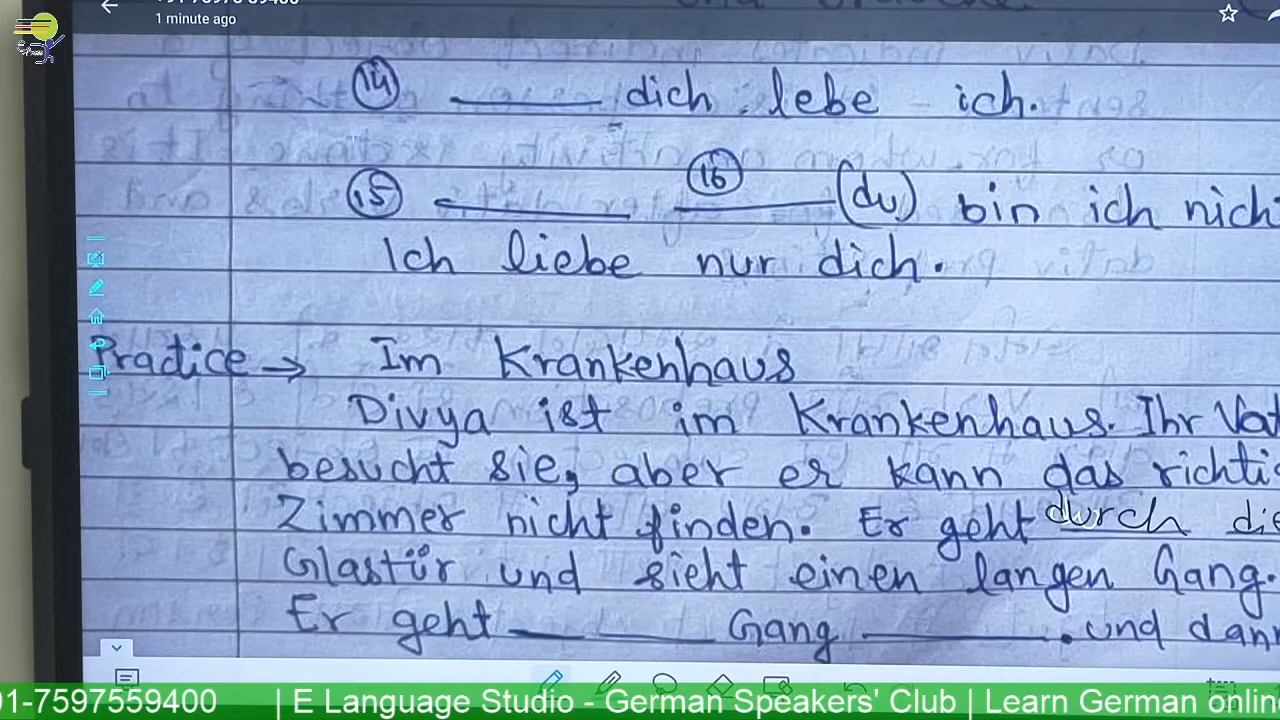 1 minute ago
(14) ______ dich lebe ich.
(15) ______ (16) ______ (du) bin ich nich
Ich liebe nur dich.
Practice → Im Krankenhaus
Divya ist im Krankenhaus. Ihr Vat
besucht sie, aber er kann das richti
Zimmer nicht finden. Er geht durch die
Glastür und sieht einen langen Gang.
Er geht ___ ______ Gang ________. und dann
01-7597559400 | E Language Studio - German Speakers' Club | Learn German onlin